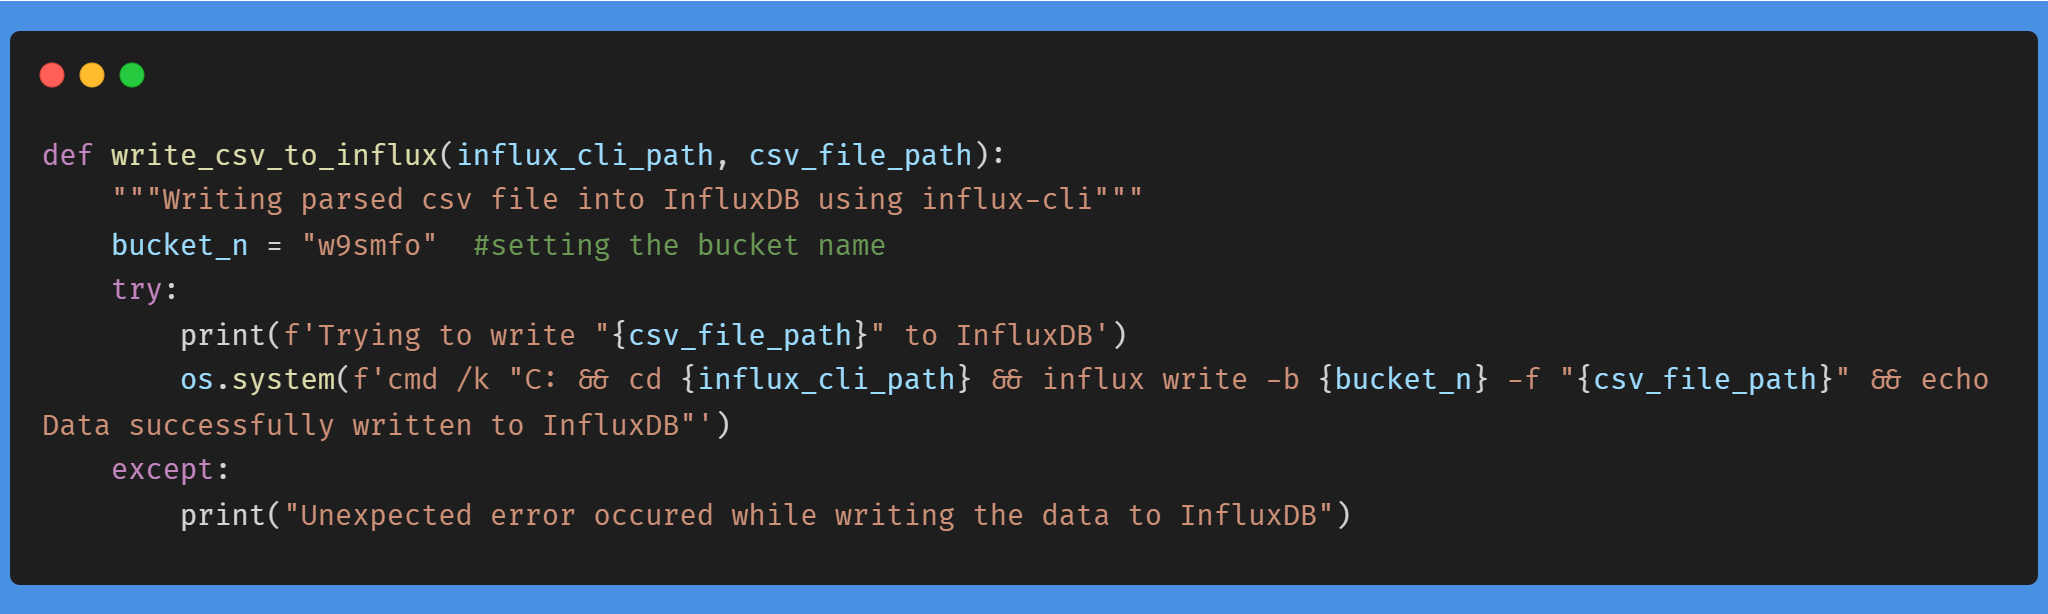 def write_csv_to_influx(influx_cli_path, csv_file_path):
    """Writing parsed csv file into InfluxDB using influx-cli"""
    bucket_n = "w9smfo"  #setting the bucket name
    try:
        print(f'Trying to write "{csv_file_path}" to InfluxDB')
        os.system(f'cmd /k "C: && cd {influx_cli_path} && influx write -b {bucket_n} -f "{csv_file_path}" && echo
Data successfully written to InfluxDB"')
    except:
        print("Unexpected error occured while writing the data to InfluxDB")